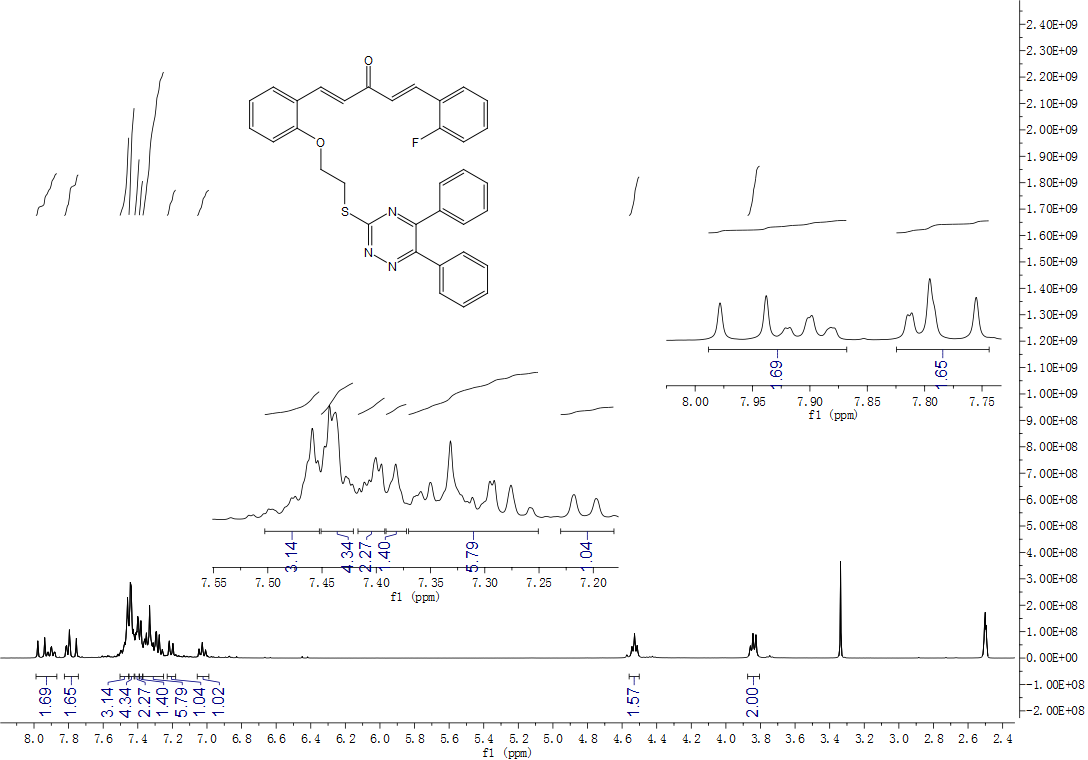 2.40E+09
2.30E+09
2.20E+09
2.10E+09
2.00E+09
1.90E+09
1.80E+09
1.70E+09
1.60E+09
1.50E+09
1.40E+09
1.30E+09
1.20E+09
1.10E+09
1.00E+09
9.00E+08
8.00E+08
7.00E+08
6.00E+08
5.00E+08
4.00E+08
3.00E+08
2.00E+08
1.00E+08
0.00E+00
-1.00E+08
-2.00E+08
O
F
O
S
N
N
N
1.69
1.65
8.00 7.95 7.90 7.85 7.80 7.75
f1 (ppm)
3.14
4.34
2.27
1.40
5.79
1.04
7.55 7.50 7.45 7.40 7.35 7.30 7.25 7.20
f1 (ppm)
1.69
1.65
3.14
4.34
2.27
1.40
5.79
1.04
1.02
1.57
2.00
8.0 7.8 7.6 7.4 7.2 7.0 6.8 6.6 6.4 6.2 6.0 5.8 5.6 5.4 5.2 5.0 4.8 4.6 4.4 4.2 4.0 3.8 3.6 3.4 3.2 3.0 2.8 2.6 2.4
f1 (ppm)